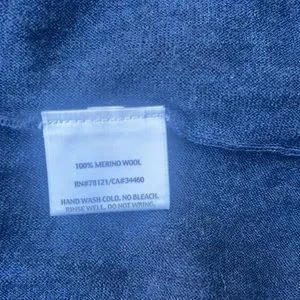 100% MERINO WOOL
RN#78121/CA#34460
HAND WASH COLD. NO BLEACH.
RINSE WELL. DO NOT WRING.